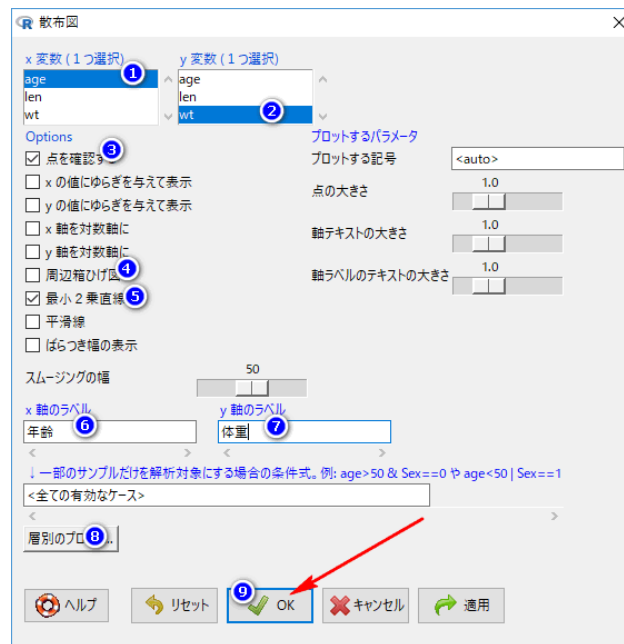 散布図
x 変数 (１つ選択) y 変数 (１つ選択)
age age
len len
wt wt
1
2
Options プロットするパラメータ
3
点を確認す プロットする記号 <auto>
x の値にゆらぎを与えて表示 点の大きさ 1.0
y の値にゆらぎを与えて表示
x 軸を対数軸に 軸テキストの大きさ 1.0
y 軸を対数軸に
周辺箱ひげ図 4 軸ラベルのテキストの大きさ 1.0
最小２乗直線 5
平滑線
ばらつき幅の表示
スムージングの幅 50
x 軸のラベル y 軸のラベル
年齢 6 体重 7
↓一部のサンプルだけを解析対象にする場合の条件式。例: age>50 & Sex==0 や age<50 | Sex==1
<全ての有効なケース>
層別のプロ 8 ..
9
ヘルプ リセット OK キャンセル 適用